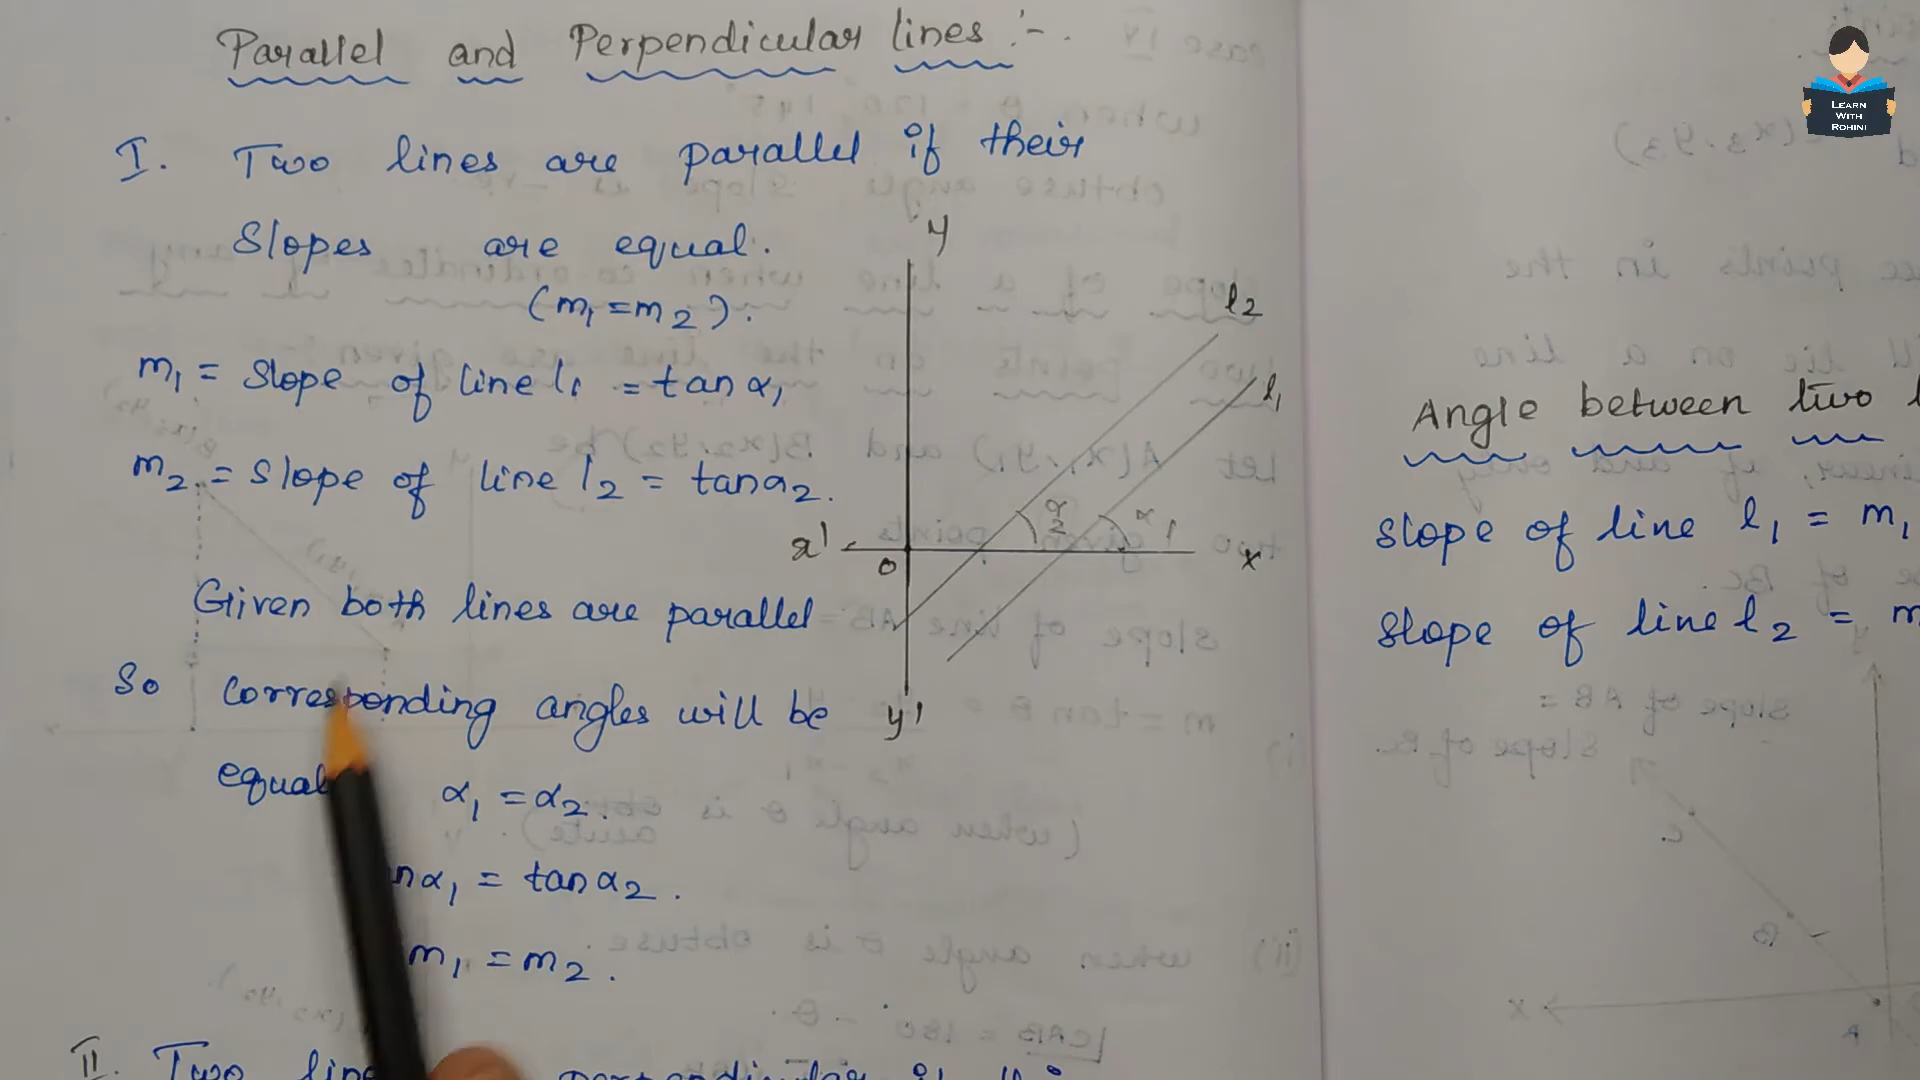 Parallel and Perpendicular lines :-.
I. Two lines are parallel if their
Slopes are equal.
(m1 = m2).
m1 = Slope of line l1 = tan α1
m2 = Slope of line l2 = tan α2.
Given both lines are parallel
So corresponding angles will be
equal α1 = α2.
α1 = tan α2.
m1 = m2.
II. Two
y
l2
l1
α2
α1
x'
o
x
y'
Angle between two
Slope of line l1 = m1
Slope of line l2 =
LEARN
WITH
ROHINI